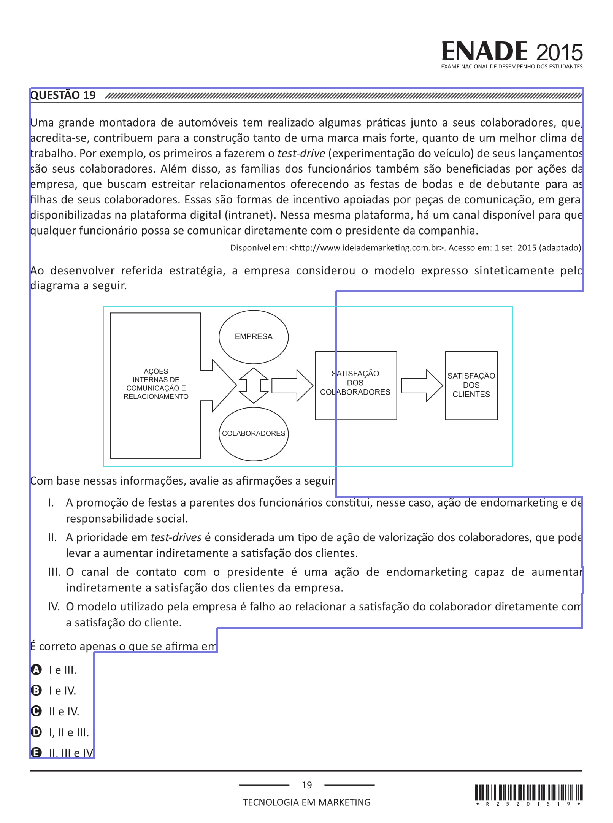 ENADE 2015
EXAME NACIONAL DE DESEMPENHO DOS ESTUDANTES
QUESTÃO 19
Uma grande montadora de automóveis tem realizado algumas práticas junto a seus colaboradores, que,
acredita-se, contribuem para a construção tanto de uma marca mais forte, quanto de um melhor clima de
trabalho. Por exemplo, os primeiros a fazerem o test-drive (experimentação do veículo) de seus lançamentos
são seus colaboradores. Além disso, as famílias dos funcionários também são beneficiadas por ações da
empresa, que buscam estreitar relacionamentos oferecendo as festas de bodas e de debutante para as
filhas de seus colaboradores. Essas são formas de incentivo apoiadas por peças de comunicação, em geral
disponibilizadas na plataforma digital (intranet). Nessa mesma plataforma, há um canal disponível para que
qualquer funcionário possa se comunicar diretamente com o presidente da companhia.
Disponível em: <http://www.ideiademarketing.com.br>. Acesso em: 1 set. 2015 (adaptado).
Ao desenvolver referida estratégia, a empresa considerou o modelo expresso sinteticamente pelo
diagrama a seguir.
AÇÕES
INTERNAS DE
COMUNICAÇÃO E
RELACIONAMENTO
EMPRESA
COLABORADORES
SATISFAÇÃO
DOS
COLABORADORES
SATISFAÇÃO
DOS
CLIENTES
Com base nessas informações, avalie as afirmações a seguir
I. A promoção de festas a parentes dos funcionários constitui, nesse caso, ação de endomarketing e de
responsabilidade social.
II. A prioridade em test-drives é considerada um tipo de ação de valorização dos colaboradores, que pode
levar a aumentar indiretamente a satisfação dos clientes.
III. O canal de contato com o presidente é uma ação de endomarketing capaz de aumentar
indiretamente a satisfação dos clientes da empresa.
IV. O modelo utilizado pela empresa é falho ao relacionar a satisfação do colaborador diretamente com
a satisfação do cliente.
É correto apenas o que se afirma em
A I e III.
B I e IV.
C II e IV.
D I, II e III.
E II, III e IV
19
TECNOLOGIA EM MARKETING
*R23201519*